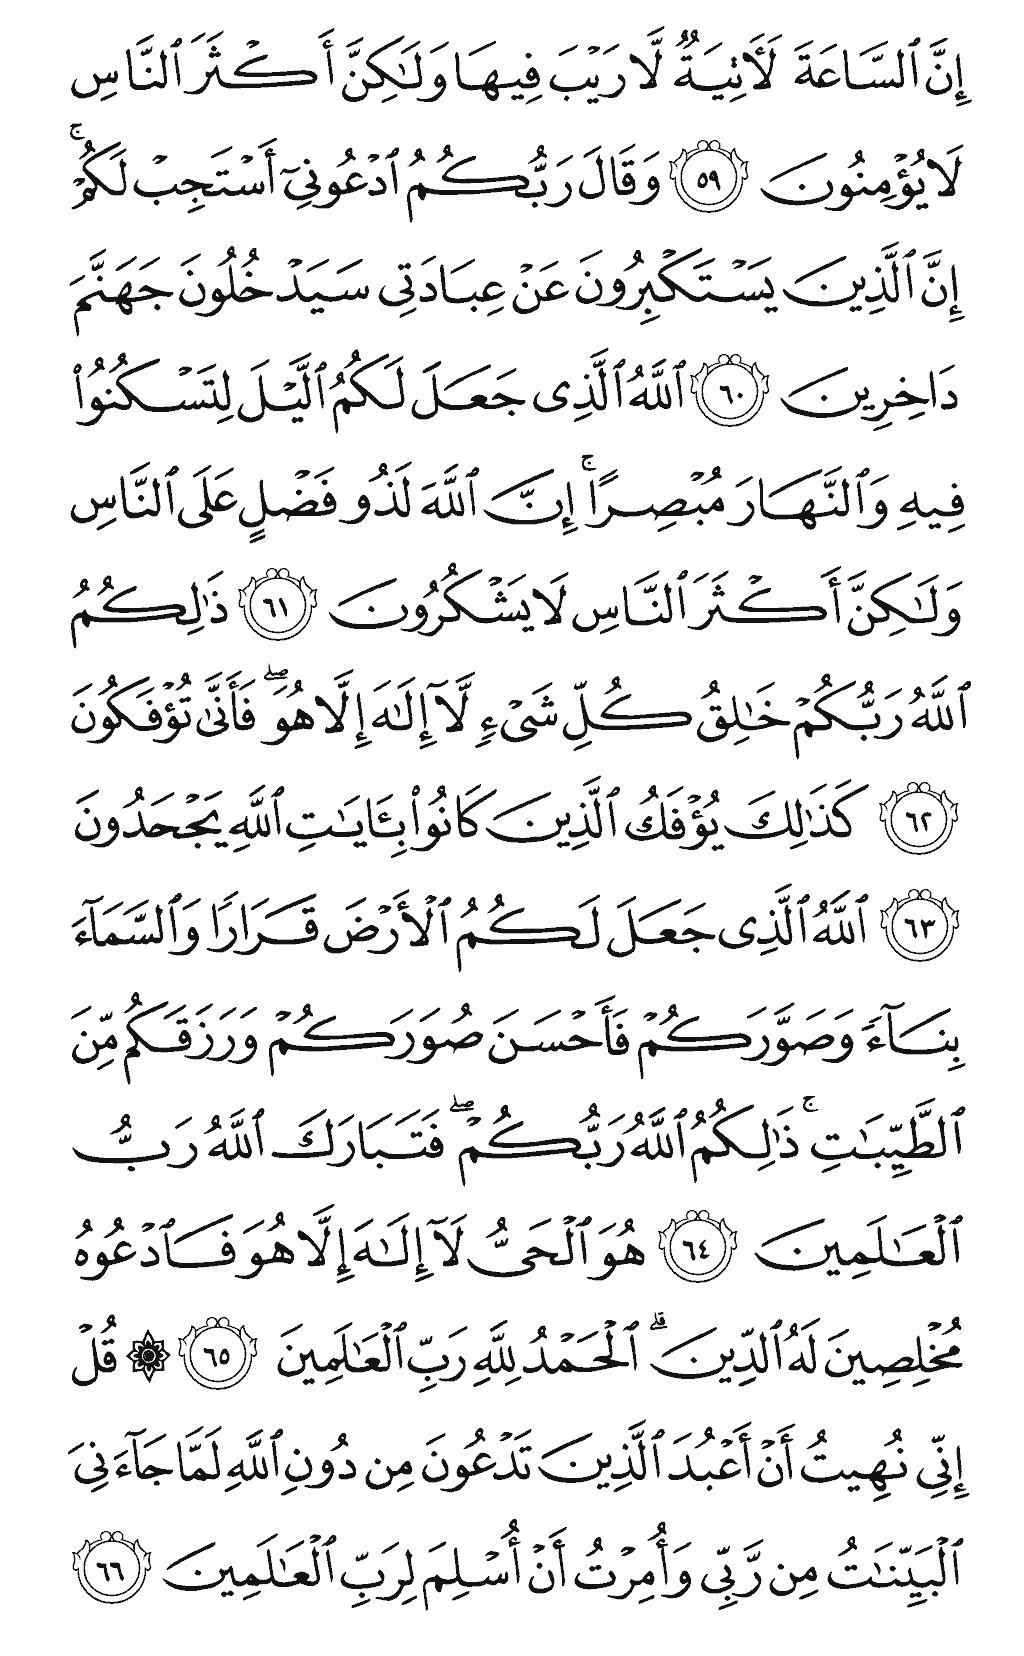 إِنَّ ٱلسَّاعَةَ لَـَٔاتِيَةٌ لَّا رَيْبَ فِيهَا وَلَٰكِنَّ أَكْثَرَ ٱلنَّاسِ
لَا يُؤْمِنُونَ ٥٩ وَقَالَ رَبُّكُمُ ٱدْعُونِىٓ أَسْتَجِبْ لَكُمْ ۚ
إِنَّ ٱلَّذِينَ يَسْتَكْبِرُونَ عَنْ عِبَادَتِى سَيَدْخُلُونَ جَهَنَّمَ
دَاخِرِينَ ٦٠ ٱللَّهُ ٱلَّذِى جَعَلَ لَكُمُ ٱلَّيْلَ لِتَسْكُنُوا۟
فِيهِ وَٱلنَّهَارَ مُبْصِرًا ۚ إِنَّ ٱللَّهَ لَذُو فَضْلٍ عَلَى ٱلنَّاسِ
وَلَٰكِنَّ أَكْثَرَ ٱلنَّاسِ لَا يَشْكُرُونَ ٦١ ذَٰلِكُمُ
ٱللَّهُ رَبُّكُمْ خَٰلِقُ كُلِّ شَىْءٍ لَّآ إِلَٰهَ إِلَّا هُوَ ۖ فَأَنَّىٰ تُؤْفَكُونَ
٦٢ كَذَٰلِكَ يُؤْفَكُ ٱلَّذِينَ كَانُوا۟ بِـَٔايَٰتِ ٱللَّهِ يَجْحَدُونَ
٦٣ ٱللَّهُ ٱلَّذِى جَعَلَ لَكُمُ ٱلْأَرْضَ قَرَارًا وَٱلسَّمَآءَ
بِنَآءً وَصَوَّرَكُمْ فَأَحْسَنَ صُوَرَكُمْ وَرَزَقَكُم مِّنَ
ٱلطَّيِّبَٰتِ ۚ ذَٰلِكُمُ ٱللَّهُ رَبُّكُمْ ۖ فَتَبَارَكَ ٱللَّهُ رَبُّ
ٱلْعَٰلَمِينَ ٦٤ هُوَ ٱلْحَىُّ لَآ إِلَٰهَ إِلَّا هُوَ فَٱدْعُوهُ
مُخْلِصِينَ لَهُ ٱلدِّينَ ۗ ٱلْحَمْدُ لِلَّهِ رَبِّ ٱلْعَٰلَمِينَ ٦٥ ۞ قُلْ
إِنِّى نُهِيتُ أَنْ أَعْبُدَ ٱلَّذِينَ تَدْعُونَ مِن دُونِ ٱللَّهِ لَمَّا جَآءَنِىَ
ٱلْبَيِّنَٰتُ مِن رَّبِّى وَأُمِرْتُ أَنْ أُسْلِمَ لِرَبِّ ٱلْعَٰلَمِينَ ٦٦